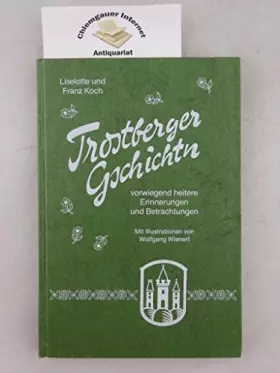 Chiemgauer Internet
Antiquariat
Liselotte und
Franz Koch
Trostberger
Gschichtn
vorwiegend heitere
Erinnerungen
und Betrachtungen
Mit Illustrationen von
Wolfgang Wienert